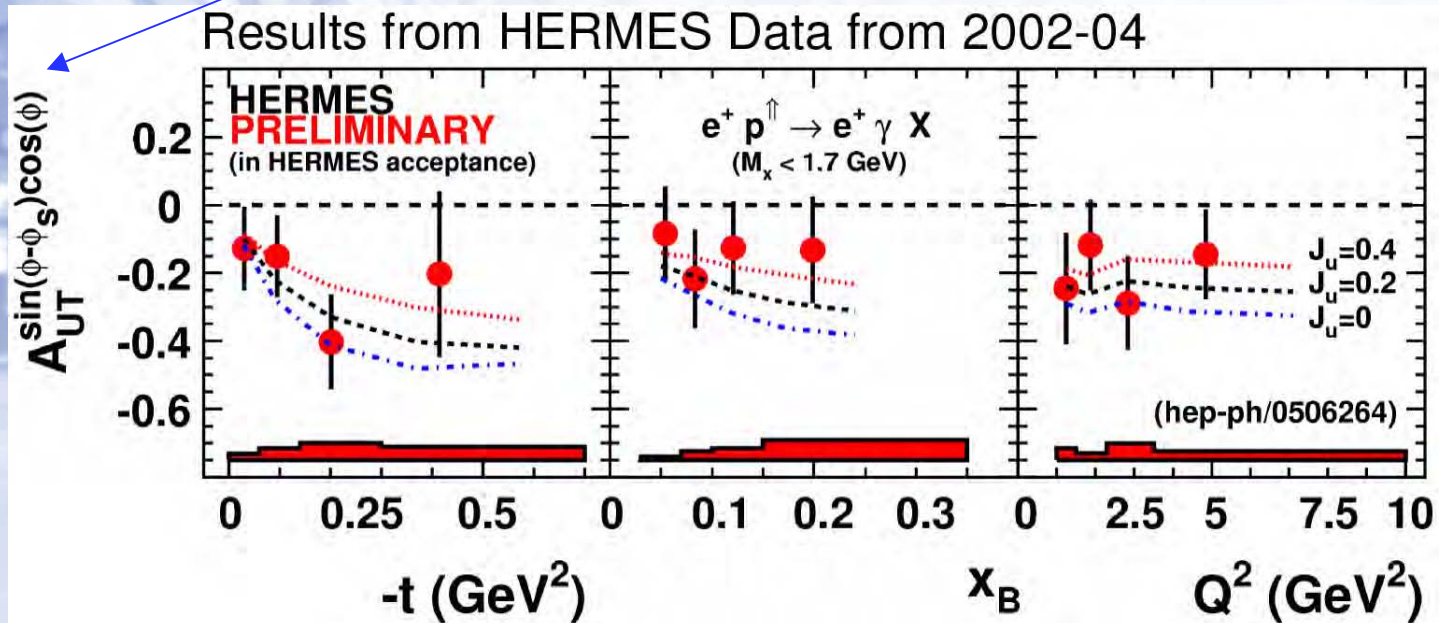 Results from HERMES Data from 2002-04
A_UT^sin(ϕ-ϕ_s)cos(ϕ)
HERMES
PRELIMINARY
(in HERMES acceptance)
e⁺ p⇑ → e⁺ γ X
(Mₓ < 1.7 GeV)
J_u=0.4
J_u=0.2
J_u=0
(hep-ph/0506264)
0.2
0
-0.2
-0.4
-0.6
0 0.25 0.5
0 0.1 0.2 0.3
0 2.5 5 7.5 10
-t (GeV²)
x_B
Q² (GeV²)